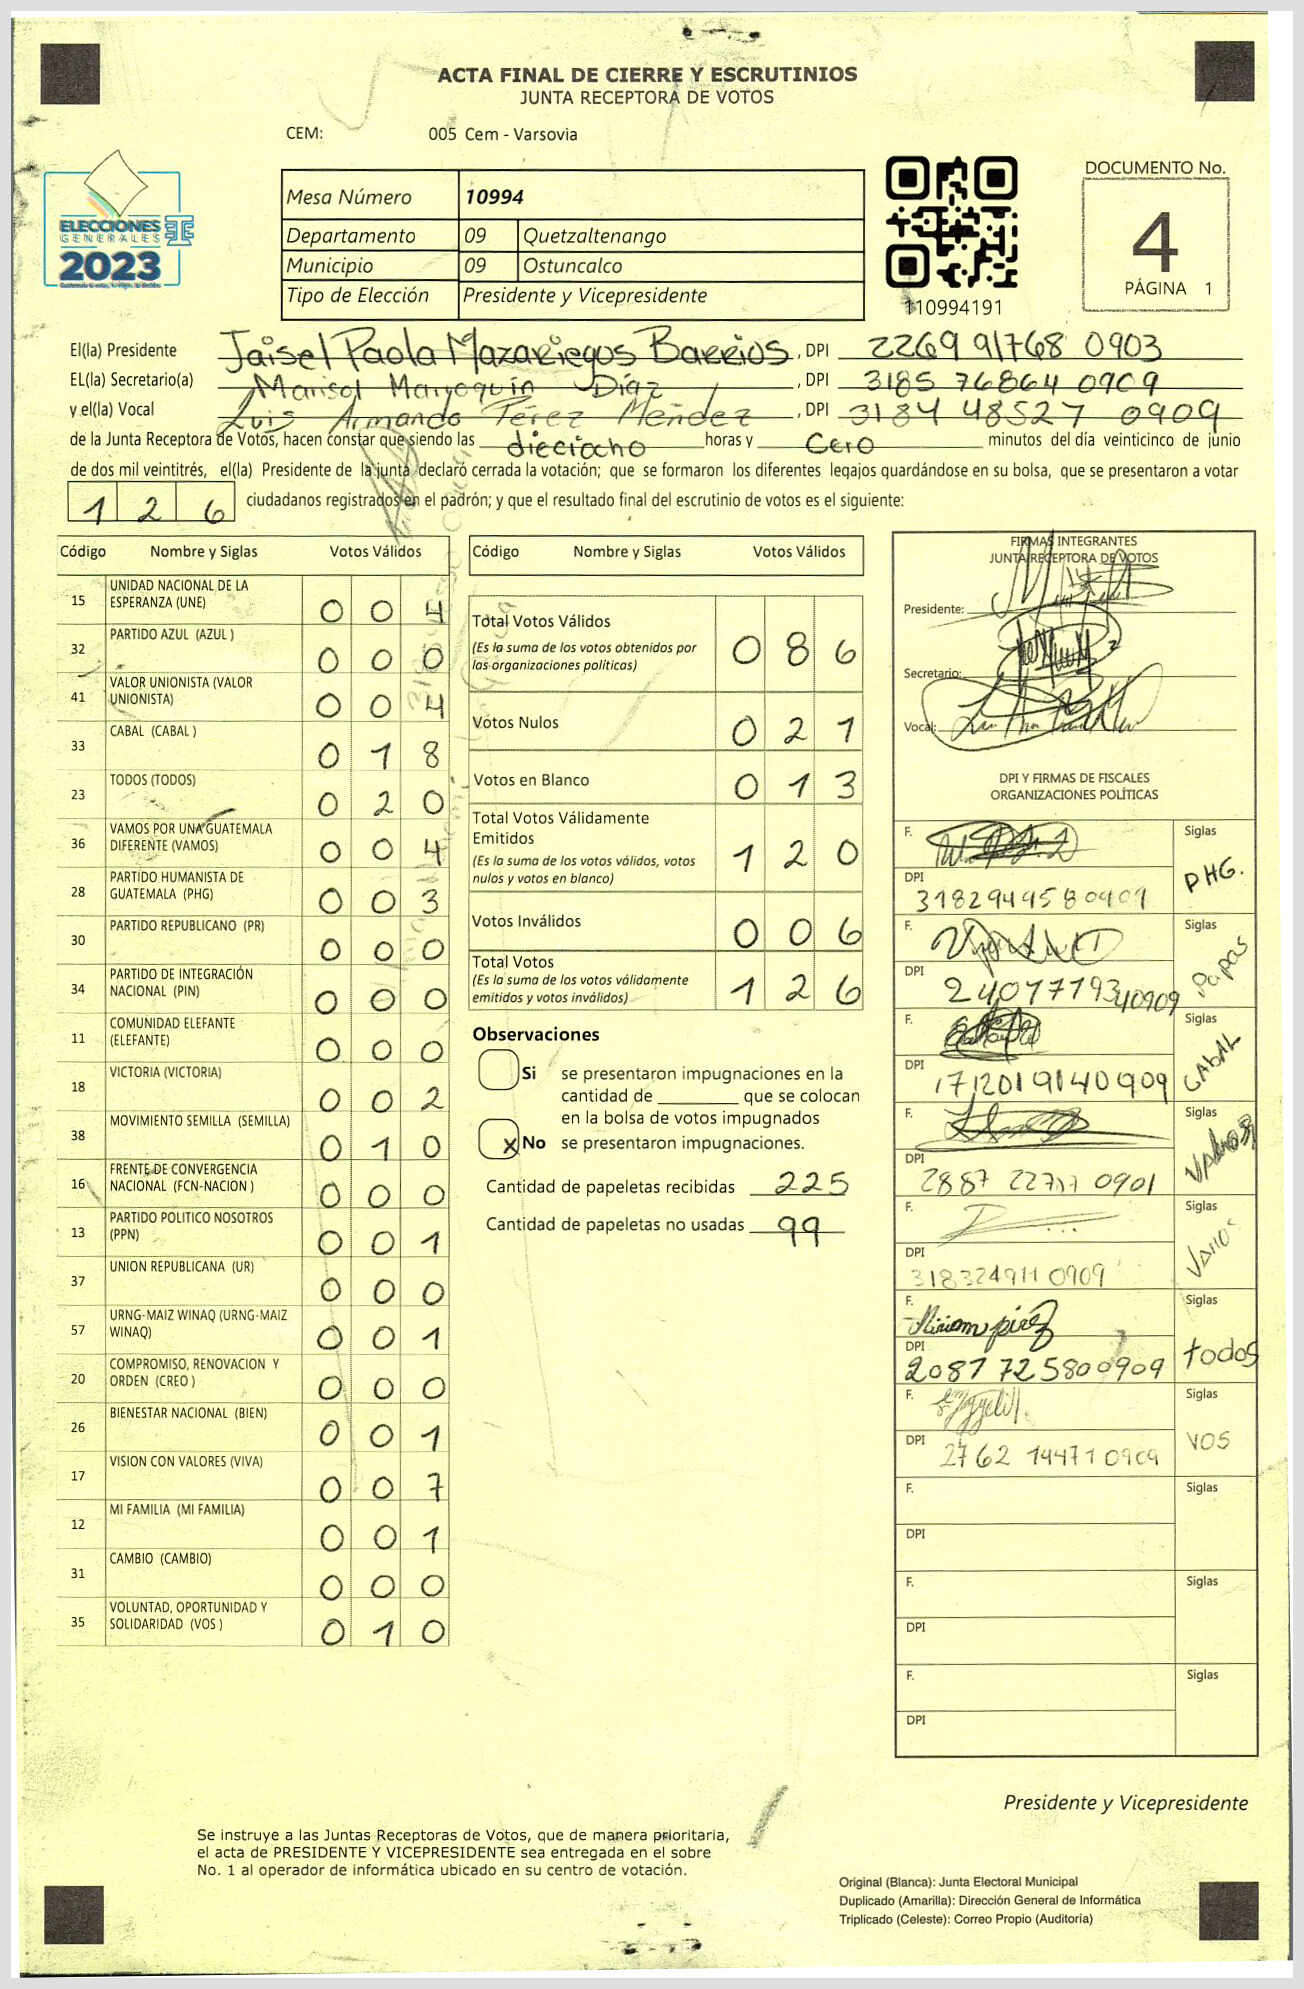 ACTA FINAL DE CIERRE Y ESCRUTINIOS
JUNTA RECEPTORA DE VOTOS
CEM: 005 Cem - Varsovia
ELECCIONES
GENERALES
2023
Mesa Número 10994
Departamento 09 Quetzaltenango
Municipio 09 Ostuncalco
Tipo de Elección Presidente y Vicepresidente
110994191
DOCUMENTO No.
4
PÁGINA 1
El(la) Presidente Jaisel Paola Mazariegos Barrios, DPI 2269 91768 0903
EL(la) Secretario(a) Marisol Marroquín Díaz, DPI 3185 76864 0909
y el(la) Vocal Luis Armando Pérez Méndez, DPI 3184 48527 0909
de la Junta Receptora de Votos, hacen constar que siendo las dieciocho horas y cero minutos del día veinticinco de junio
de dos mil veintitrés, el(la) Presidente de la junta declaró cerrada la votación; que se formaron los diferentes legajos quardándose en su bolsa, que se presentaron a votar
1 2 6 ciudadanos registrados en el padrón; y que el resultado final del escrutinio de votos es el siguiente:
Código Nombre y Siglas Votos Válidos
15 UNIDAD NACIONAL DE LA ESPERANZA (UNE) 0 0 4
32 PARTIDO AZUL (AZUL ) 0 0 0
41 VALOR UNIONISTA (VALOR UNIONISTA) 0 0 4
33 CABAL (CABAL ) 0 1 8
23 TODOS (TODOS) 0 2 0
36 VAMOS POR UNA GUATEMALA DIFERENTE (VAMOS) 0 0 4
28 PARTIDO HUMANISTA DE GUATEMALA (PHG) 0 0 3
30 PARTIDO REPUBLICANO (PR) 0 0 0
34 PARTIDO DE INTEGRACIÓN NACIONAL (PIN) 0 0 0
11 COMUNIDAD ELEFANTE (ELEFANTE) 0 0 0
18 VICTORIA (VICTORIA) 0 0 2
38 MOVIMIENTO SEMILLA (SEMILLA) 0 1 0
16 FRENTE DE CONVERGENCIA NACIONAL (FCN-NACION ) 0 0 0
13 PARTIDO POLITICO NOSOTROS (PPN) 0 0 1
37 UNION REPUBLICANA (UR) 0 0 0
57 URNG-MAIZ WINAQ (URNG-MAIZ WINAQ) 0 0 1
20 COMPROMISO, RENOVACION Y ORDEN (CREO ) 0 0 0
26 BIENESTAR NACIONAL (BIEN) 0 0 1
17 VISION CON VALORES (VIVA) 0 0 7
12 MI FAMILIA (MI FAMILIA) 0 0 1
31 CAMBIO (CAMBIO) 0 0 0
35 VOLUNTAD, OPORTUNIDAD Y SOLIDARIDAD (VOS ) 0 1 0
Código Nombre y Siglas Votos Válidos
Total Votos Válidos 0 8 6
(Es la suma de los votos obtenidos por
las organizaciones politicas)
Votos Nulos 0 2 1
Votos en Blanco 0 1 3
Total Votos Válidamente
Emitidos 1 2 0
(Es la suma de los votos válidos, votos
nulos y votos en blanco)
Votos Inválidos 0 0 6
Total Votos 1 2 6
(Es la suma de los votos válidamente
emitidos y votos inválidos)
Observaciones
Si se presentaron impugnaciones en la
cantidad de ________ que se colocan
en la bolsa de votos impugnados
x No se presentaron impugnaciones.
Cantidad de papeletas recibidas 225
Cantidad de papeletas no usadas 99
FIRMAS INTEGRANTES
JUNTA RECEPTORA DE VOTOS
Presidente:
Secretario:
Vocal:
DPI Y FIRMAS DE FISCALES
ORGANIZACIONES POLÍTICAS
F. Siglas PHG.
DPI 3182949580909
F. Siglas
DPI 2407779340909
F. Siglas CABAL
DPI 1712019140909
F. Siglas
DPI 2887 0901
F. Siglas
DPI 0909
F. Miriam pirez Siglas todos
DPI 2087 725800909
F. Siglas VOS
DPI 2762 144710909
F. Siglas
DPI
F. Siglas
DPI
F. Siglas
DPI
Presidente y Vicepresidente
Se instruye a las Juntas Receptoras de Votos, que de manera prioritaria,
el acta de PRESIDENTE Y VICEPRESIDENTE sea entregada en el sobre
No. 1 al operador de informática ubicado en su centro de votación.
Original (Blanca): Junta Electoral Municipal
Duplicado (Amarilla): Dirección General de Informática
Triplicado (Celeste): Correo Propio (Auditoría)